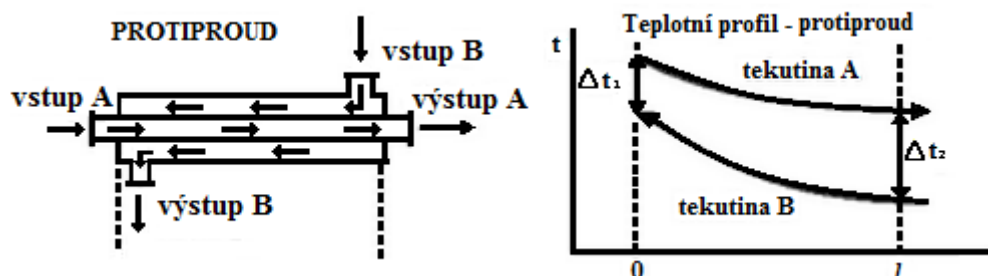 PROTIPROUD
vstup B
vstup A
výstup A
výstup B
Teplotní profil - protiproud
t
Δt₁
tekutina A
Δt₂
tekutina B
0
l